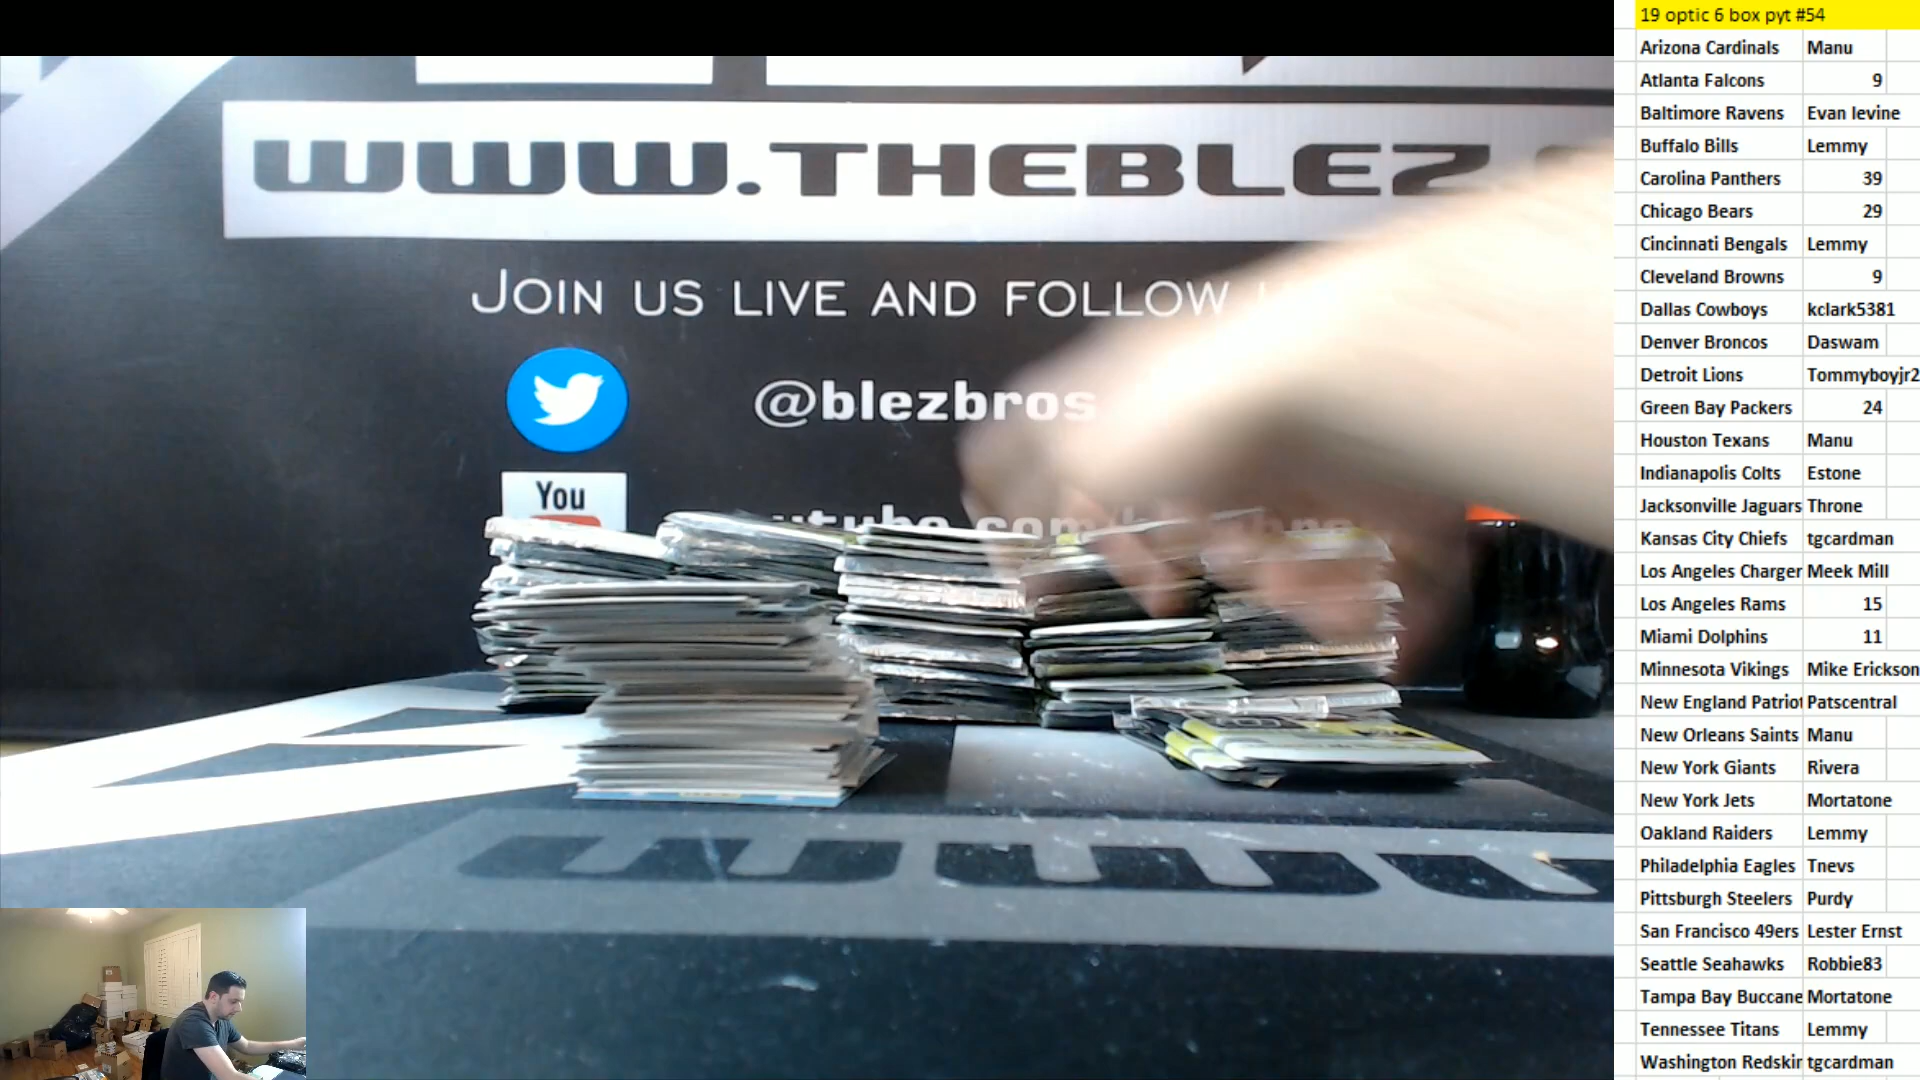 WWW.THEBLEZ.
JOIN US LIVE AND FOLLOW
@blezbros
You
19 optic 6 box pyt #54
Arizona Cardinals Manu
Atlanta Falcons 9
Baltimore Ravens Evan levine
Buffalo Bills Lemmy
Carolina Panthers 39
Chicago Bears 29
Cincinnati Bengals Lemmy
Cleveland Browns 9
Dallas Cowboys kclark5381
Denver Broncos Daswam
Detroit Lions Tommyboyjr2
Green Bay Packers 24
Houston Texans Manu
Indianapolis Colts Estone
Jacksonville Jaguars Throne
Kansas City Chiefs tgcardman
Los Angeles Charger Meek Mill
Los Angeles Rams 15
Miami Dolphins 11
Minnesota Vikings Mike Erickson
New England Patriot Patscentral
New Orleans Saints Manu
New York Giants Rivera
New York Jets Mortatone
Oakland Raiders Lemmy
Philadelphia Eagles Tnevs
Pittsburgh Steelers Purdy
San Francisco 49ers Lester Ernst
Seattle Seahawks Robbie83
Tampa Bay Buccane Mortatone
Tennessee Titans Lemmy
Washington Redskin tgcardman